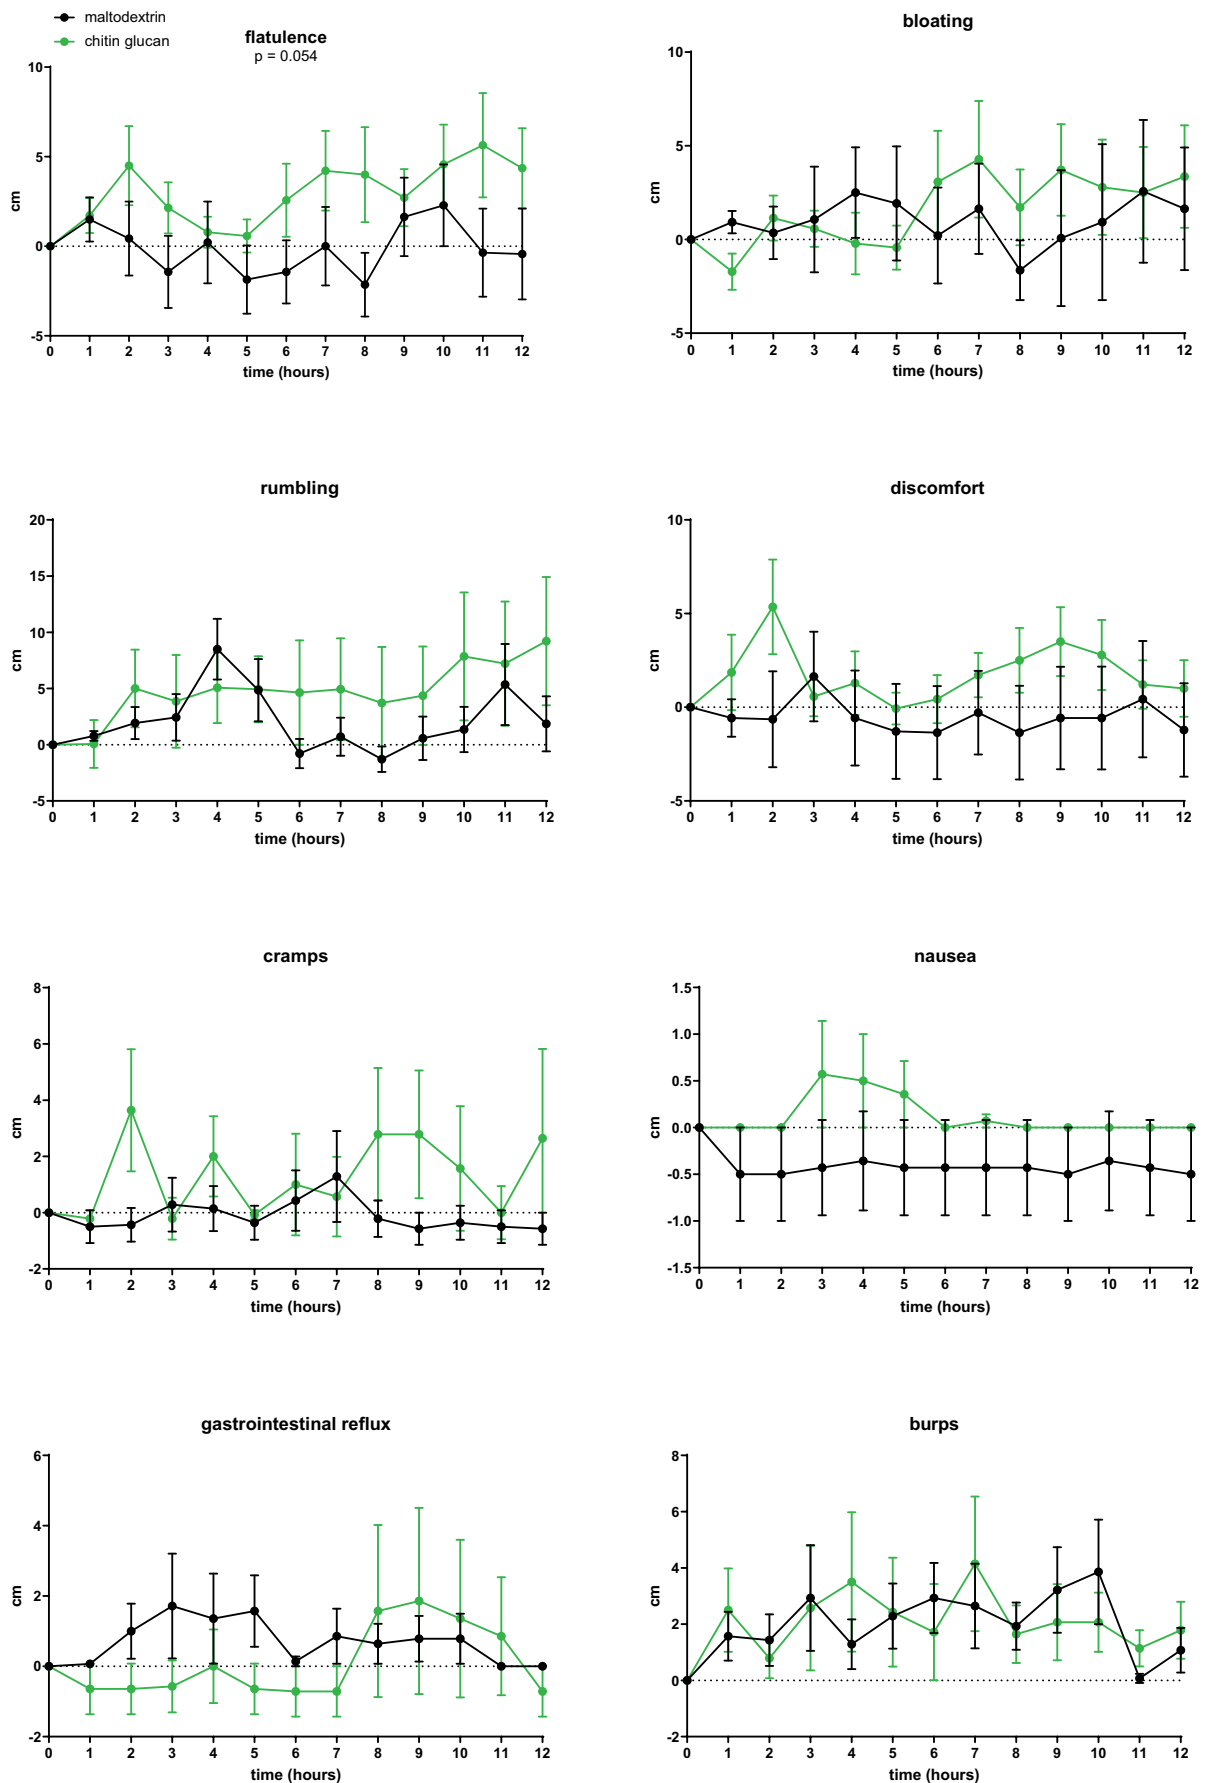 maltodextrin
chitin glucan
flatulence
p = 0.054
10
5
0
-5
cm
0 1 2 3 4 5 6 7 8 9 10 11 12
time (hours)
bloating
10
5
0
-5
cm
0 1 2 3 4 5 6 7 8 9 10 11 12
time (hours)
rumbling
20
15
10
5
0
-5
cm
0 1 2 3 4 5 6 7 8 9 10 11 12
time (hours)
discomfort
10
5
0
-5
cm
0 1 2 3 4 5 6 7 8 9 10 11 12
time (hours)
cramps
8
6
4
2
0
-2
cm
0 1 2 3 4 5 6 7 8 9 10 11 12
time (hours)
nausea
1.5
1.0
0.5
0.0
-0.5
-1.0
-1.5
cm
0 1 2 3 4 5 6 7 8 9 10 11 12
time (hours)
gastrointestinal reflux
6
4
2
0
-2
cm
0 1 2 3 4 5 6 7 8 9 10 11 12
time (hours)
burps
8
6
4
2
0
-2
cm
0 1 2 3 4 5 6 7 8 9 10 11 12
time (hours)